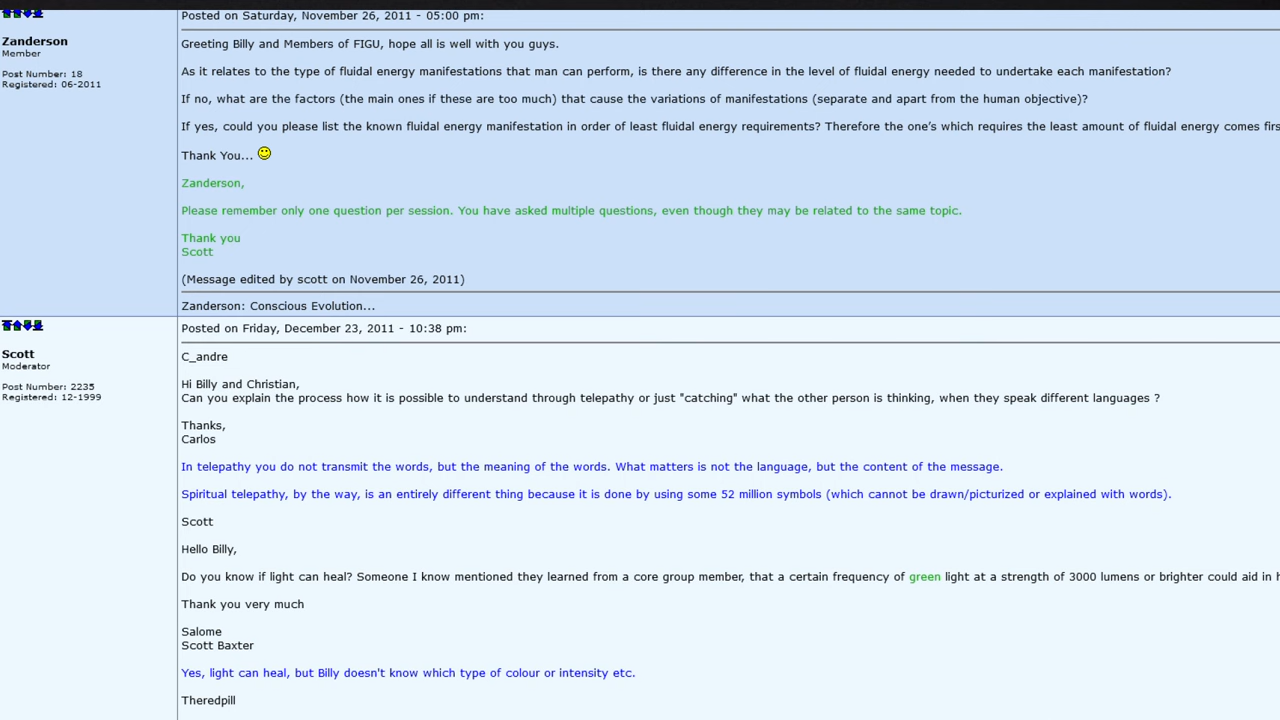 Zanderson
Member
Post Number: 18
Registered: 06-2011
Posted on Saturday, November 26, 2011 - 05:00 pm:
Greeting Billy and Members of FIGU, hope all is well with you guys.
As it relates to the type of fluidal energy manifestations that man can perform, is there any difference in the level of fluidal energy needed to undertake each manifestation?
If no, what are the factors (the main ones if these are too much) that cause the variations of manifestations (separate and apart from the human objective)?
If yes, could you please list the known fluidal energy manifestation in order of least fluidal energy requirements? Therefore the one's which requires the least amount of fluidal energy comes
Thank You...
Zanderson,
Please remember only one question per session. You have asked multiple questions, even though they may be related to the same topic.
Thank you
Scott
(Message edited by scott on November 26, 2011)
Zanderson: Conscious Evolution...
Scott
Moderator
Post Number: 2235
Registered: 12-1999
Posted on Friday, December 23, 2011 - 10:38 pm:
C_andre
Hi Billy and Christian,
Can you explain the process how it is possible to understand through telepathy or just "catching" what the other person is thinking, when they speak different languages ?
Thanks,
Carlos
In telepathy you do not transmit the words, but the meaning of the words. What matters is not the language, but the content of the message.
Spiritual telepathy, by the way, is an entirely different thing because it is done by using some 52 million symbols (which cannot be drawn/picturized or explained with words).
Scott
Hello Billy,
Do you know if light can heal? Someone I know mentioned they learned from a core group member, that a certain frequency of green light at a strength of 3000 lumens or brighter could aid in
Thank you very much
Salome
Scott Baxter
Yes, light can heal, but Billy doesn't know which type of colour or intensity etc.
Theredpill